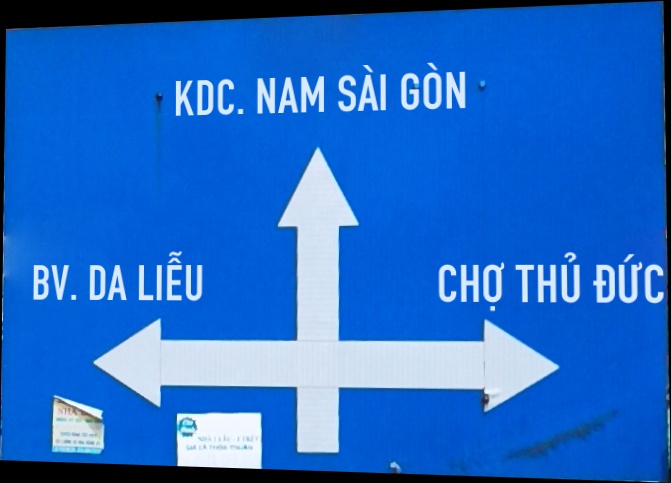 KDC. NAM SÀI GÒN
BV. DA LIỄU
CHỢ THỦ ĐỨC